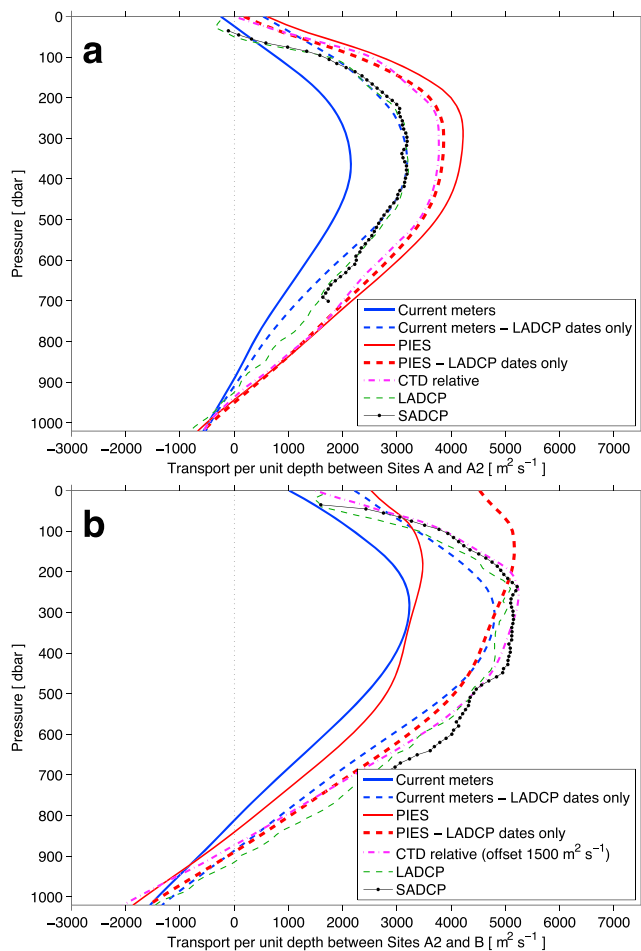 a
0
100
200
300
400
500
600
700
800
900
1000
Pressure [ dbar]
Current meters
Current meters – LADCP dates only
PIES
PIES – LADCP dates only
CTD relative
LADCP
SADCP
−3000 −2000 −1000 0 1000 2000 3000 4000 5000 6000 7000
Transport per unit depth between Sites A and A2 [ m² s⁻¹]
b
0
100
200
300
400
500
600
700
800
900
1000
Pressure [ dbar]
Current meters
Current meters – LADCP dates only
PIES
PIES – LADCP dates only
CTD relative (offset 1500 m² s⁻¹)
LADCP
SADCP
−3000 −2000 −1000 0 1000 2000 3000 4000 5000 6000 7000
Transport per unit depth between Sites A2 and B [ m² s⁻¹]